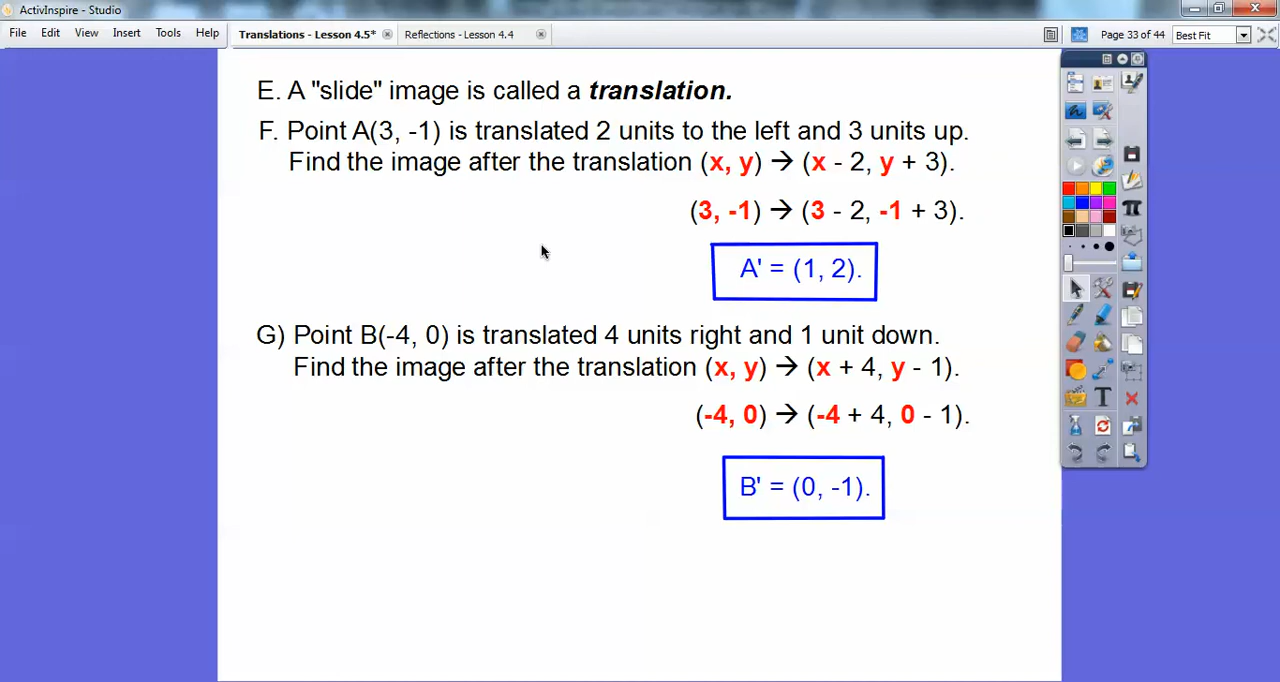 ActivInspire - Studio
File Edit View Insert Tools Help
Translations - Lesson 4.5* Reflections - Lesson 4.4 Page 33 of 44 Best Fit
E. A "slide" image is called a translation.
F. Point A(3, -1) is translated 2 units to the left and 3 units up.
Find the image after the translation (x, y) → (x - 2, y + 3).
(3, -1) → (3 - 2, -1 + 3).
A' = (1, 2).
G) Point B(-4, 0) is translated 4 units right and 1 unit down.
Find the image after the translation (x, y) → (x + 4, y - 1).
(-4, 0) → (-4 + 4, 0 - 1).
B' = (0, -1).